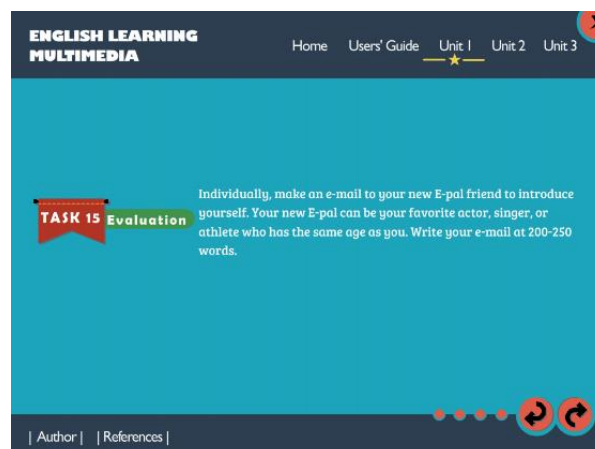 ENGLISH LEARNING
MULTIMEDIA
Home Users' Guide Unit 1 Unit 2 Unit 3
TASK 15 Evaluation
Individually, make an e-mail to your new E-pal friend to introduce
yourself. Your new E-pal can be your favorite actor, singer, or
athlete who has the same age as you. Write your e-mail at 200-250
words.
| Author | | References |